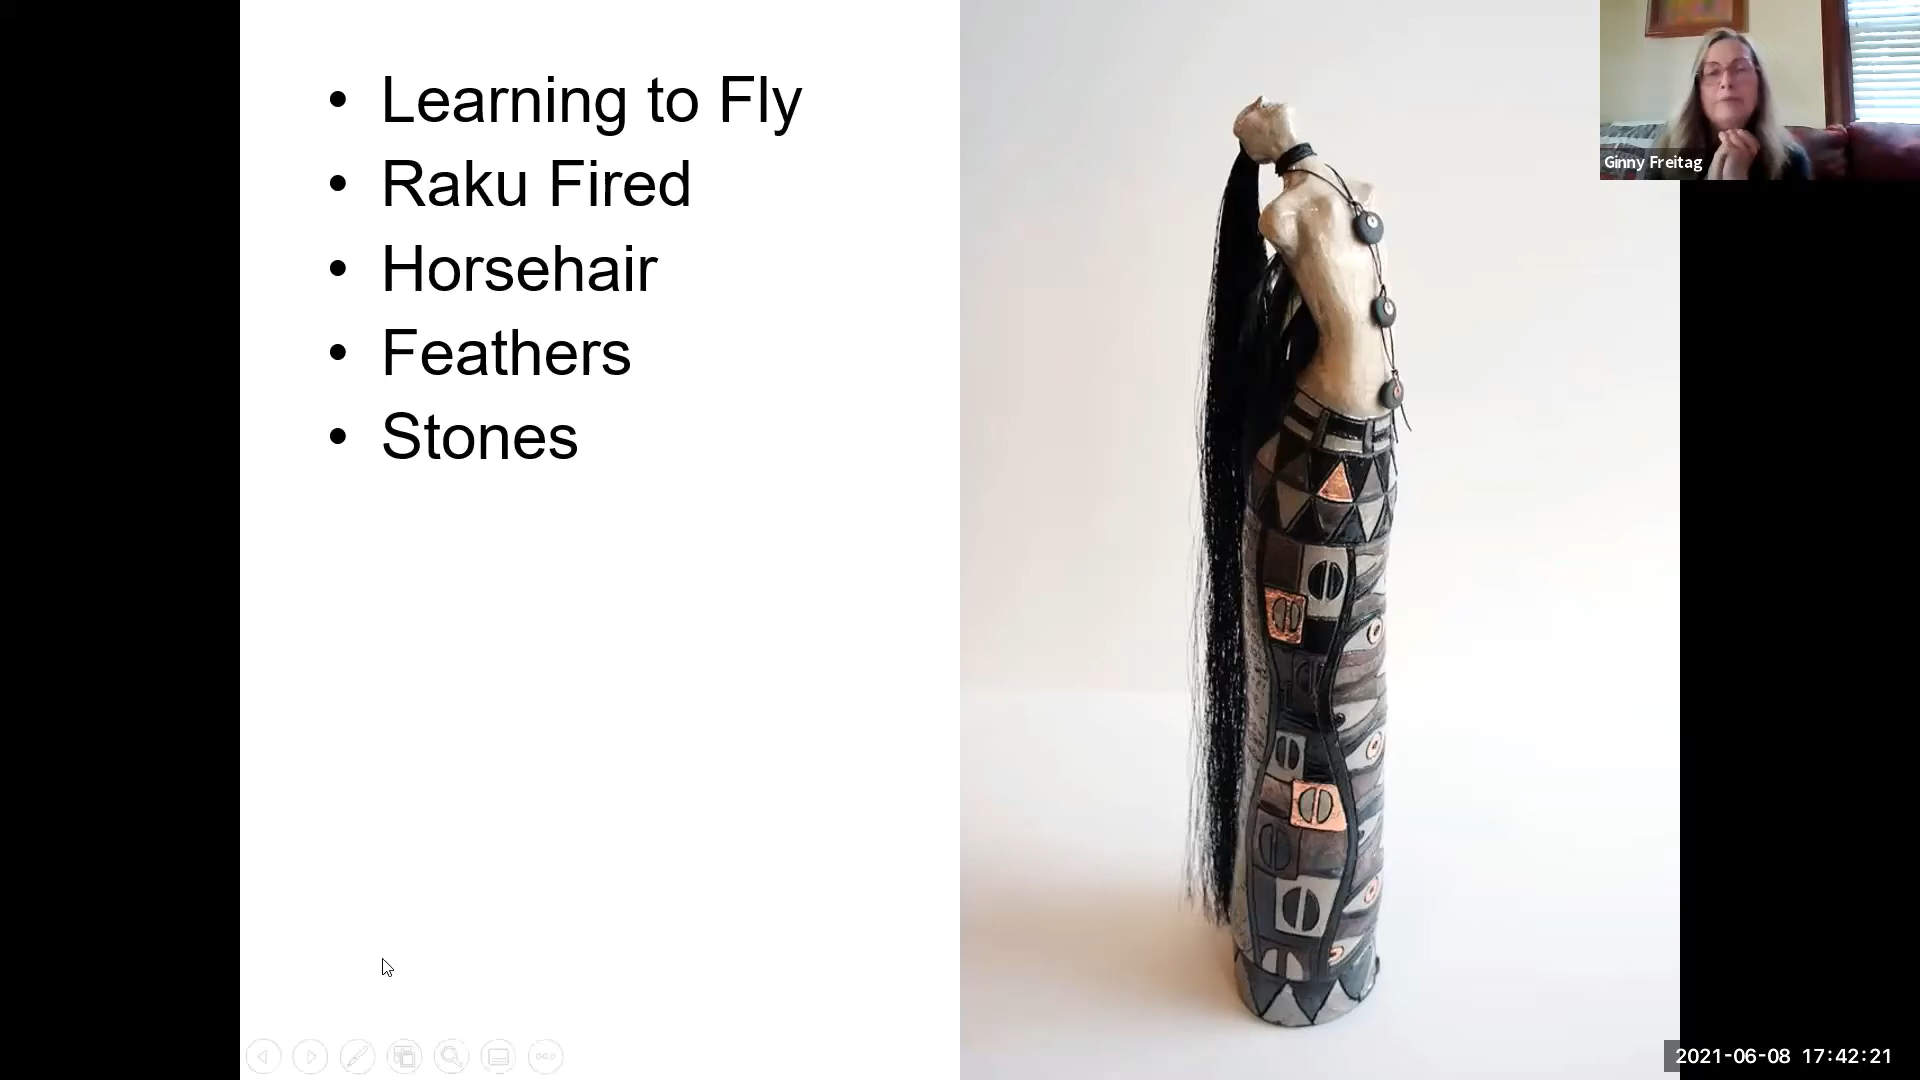 Learning to Fly
Raku Fired
Horsehair
Feathers
Stones
Ginny Freitag
2021-06-08 17:42:21